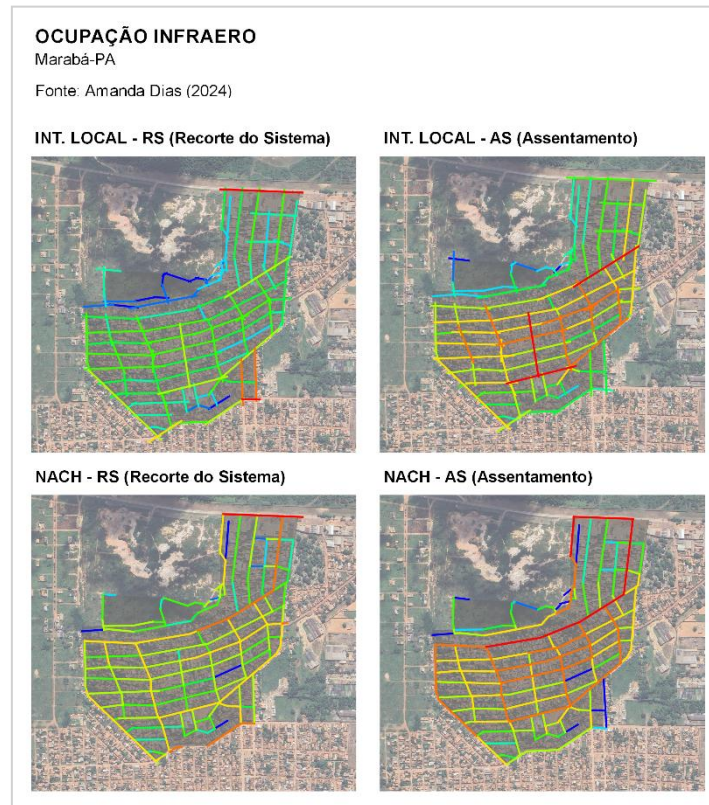 OCUPAÇÃO INFRAERO
Marabá-PA
Fonte: Amanda Dias (2024)
INT. LOCAL - RS (Recorte do Sistema)
INT. LOCAL - AS (Assentamento)
NACH - RS (Recorte do Sistema)
NACH - AS (Assentamento)